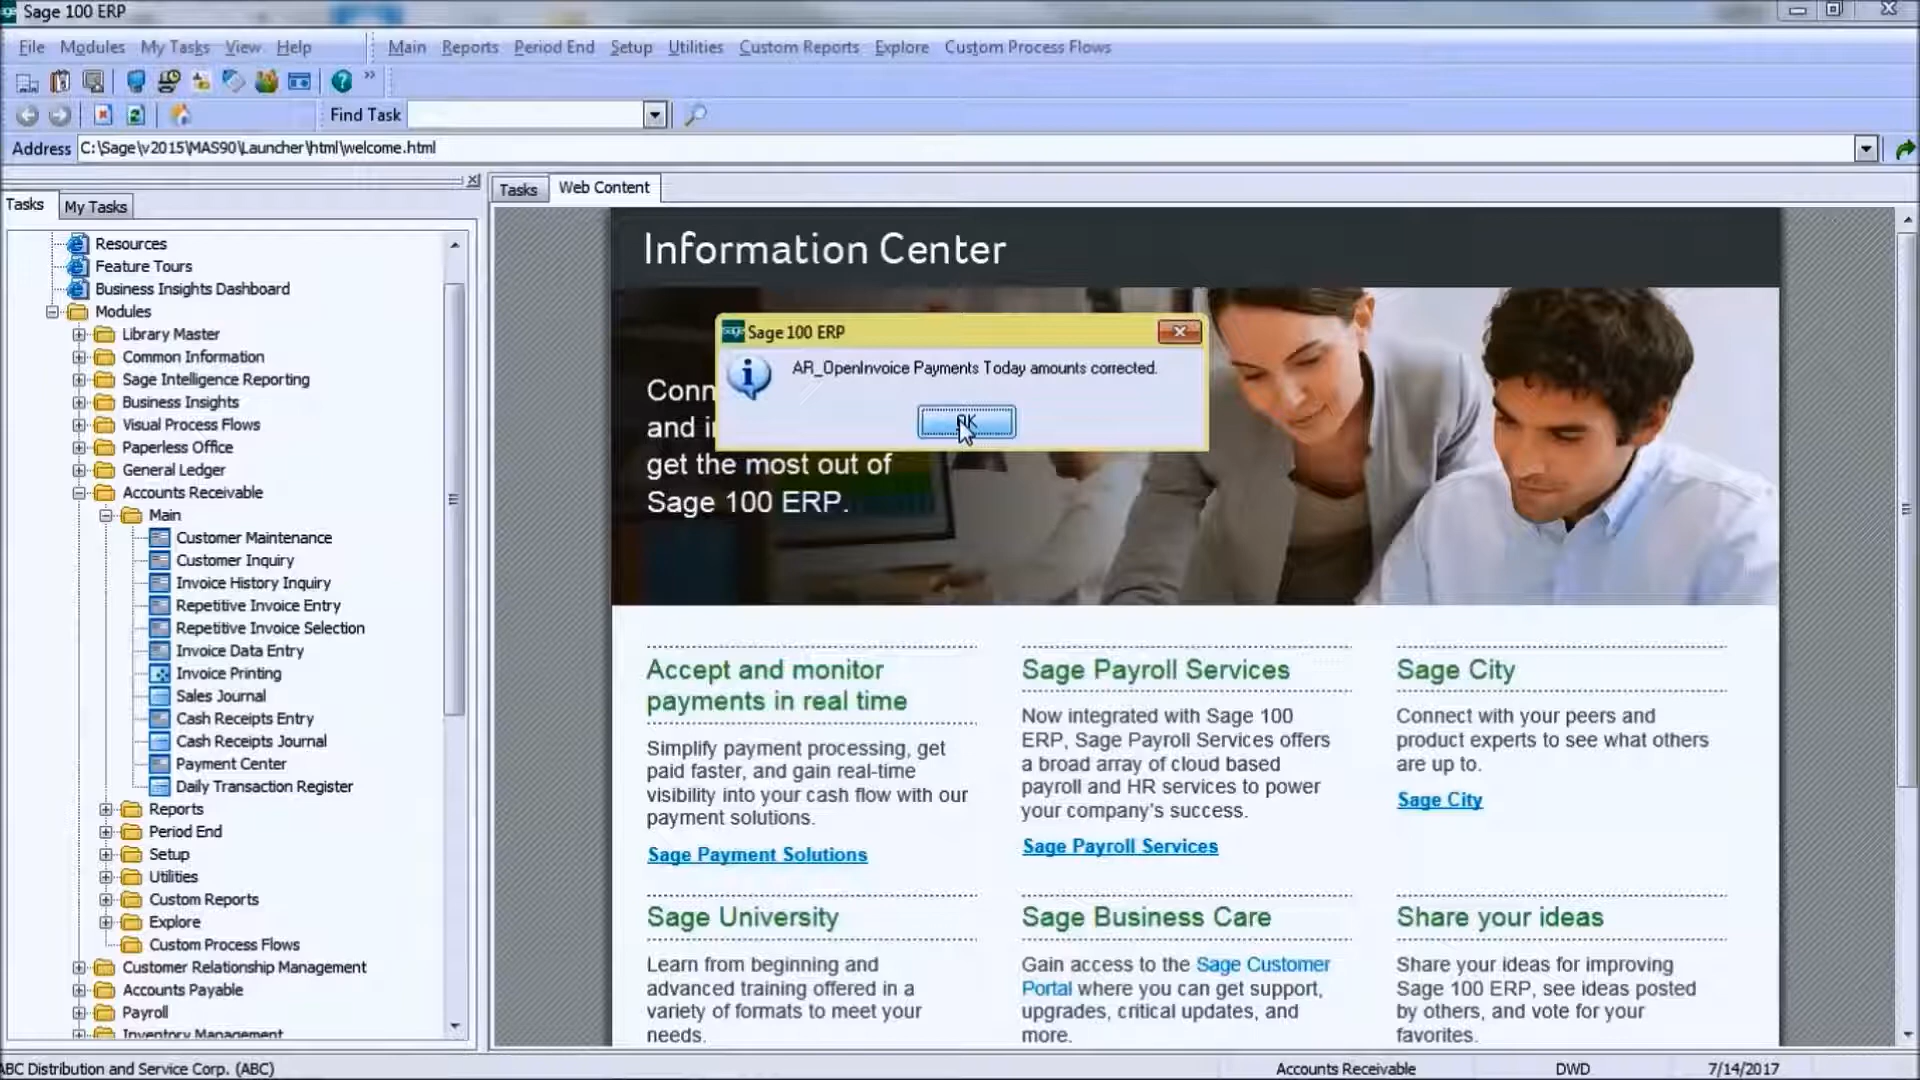 Sage 100 ERP
File Modules My Tasks View Help Main Reports Period End Setup Utilities Custom Reports Explore Custom Process Flows
Find Task
Address C:\Sage\v2015\MAS90\Launcher\html\welcome.html
Tasks My Tasks
Resources
Feature Tours
Business Insights Dashboard
Modules
Library Master
Common Information
Sage Intelligence Reporting
Business Insights
Visual Process Flows
Paperless Office
General Ledger
Accounts Receivable
Main
Customer Maintenance
Customer Inquiry
Invoice History Inquiry
Repetitive Invoice Entry
Repetitive Invoice Selection
Invoice Data Entry
Invoice Printing
Sales Journal
Cash Receipts Entry
Cash Receipts Journal
Payment Center
Daily Transaction Register
Reports
Period End
Setup
Utilities
Custom Reports
Explore
Custom Process Flows
Customer Relationship Management
Accounts Payable
Payroll
Inventory Management
Tasks Web Content
Information Center
Sage 100 ERP
AR_OpenInvoice Payments Today amounts corrected.
OK
Conn
and i
get the most out of
Sage 100 ERP.
Accept and monitor
payments in real time
Simplify payment processing, get
paid faster, and gain real-time
visibility into your cash flow with our
payment solutions.
Sage Payment Solutions
Sage Payroll Services
Now integrated with Sage 100
ERP, Sage Payroll Services offers
a broad array of cloud based
payroll and HR services to power
your company's success.
Sage Payroll Services
Sage City
Connect with your peers and
product experts to see what others
are up to.
Sage City
Sage University
Learn from beginning and
advanced training offered in a
variety of formats to meet your
needs.
Sage Business Care
Gain access to the Sage Customer
Portal where you can get support,
upgrades, critical updates, and
more.
Share your ideas
Share your ideas for improving
Sage 100 ERP, see ideas posted
by others, and vote for your
favorites.
ABC Distribution and Service Corp. (ABC) Accounts Receivable DWD 7/14/2017